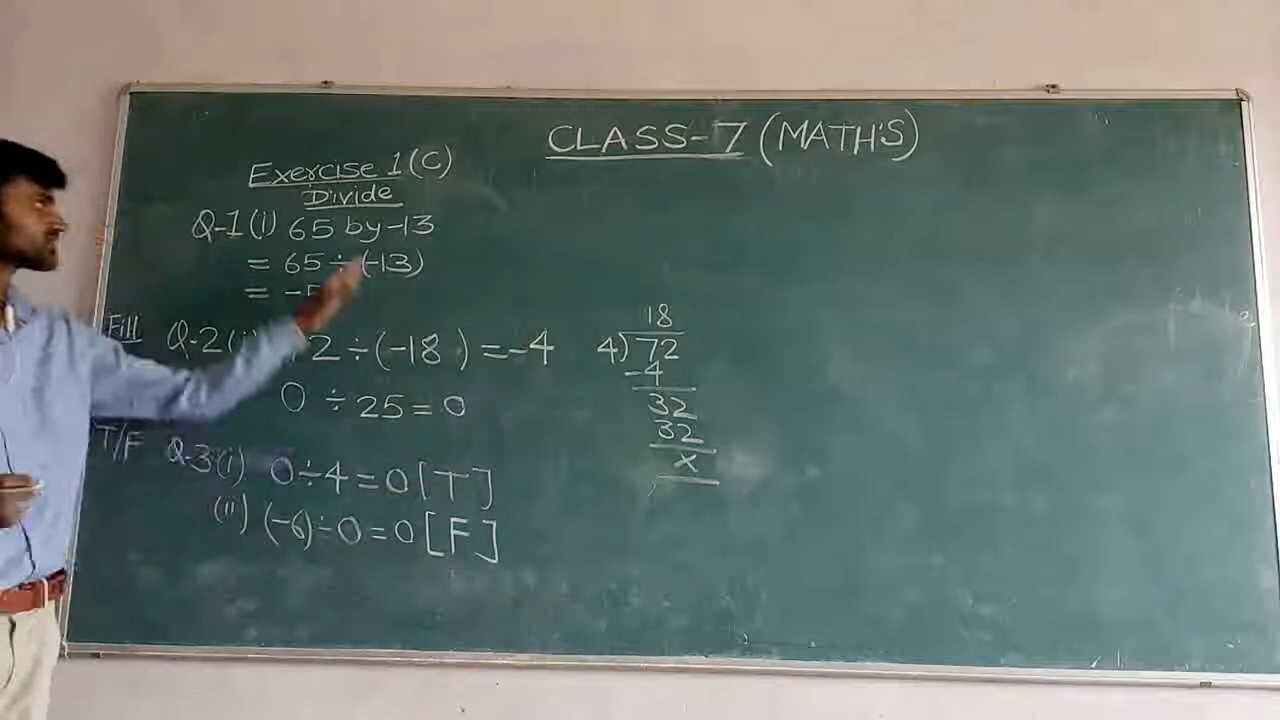 CLASS-7 (MATH'S)
Exercise 1(C)
Divide
Q-1 (i) 65 by -13
= 65 ÷ (-13)
= -5
Fill Q-2 (i) 2 ÷ (-18) = -4
0 ÷ 25 = 0
T/F Q-3 (i) 0 ÷ 4 = 0 [T]
(ii) (-6) ÷ 0 = 0 [F]
18
4) 72
-4
32
32
x